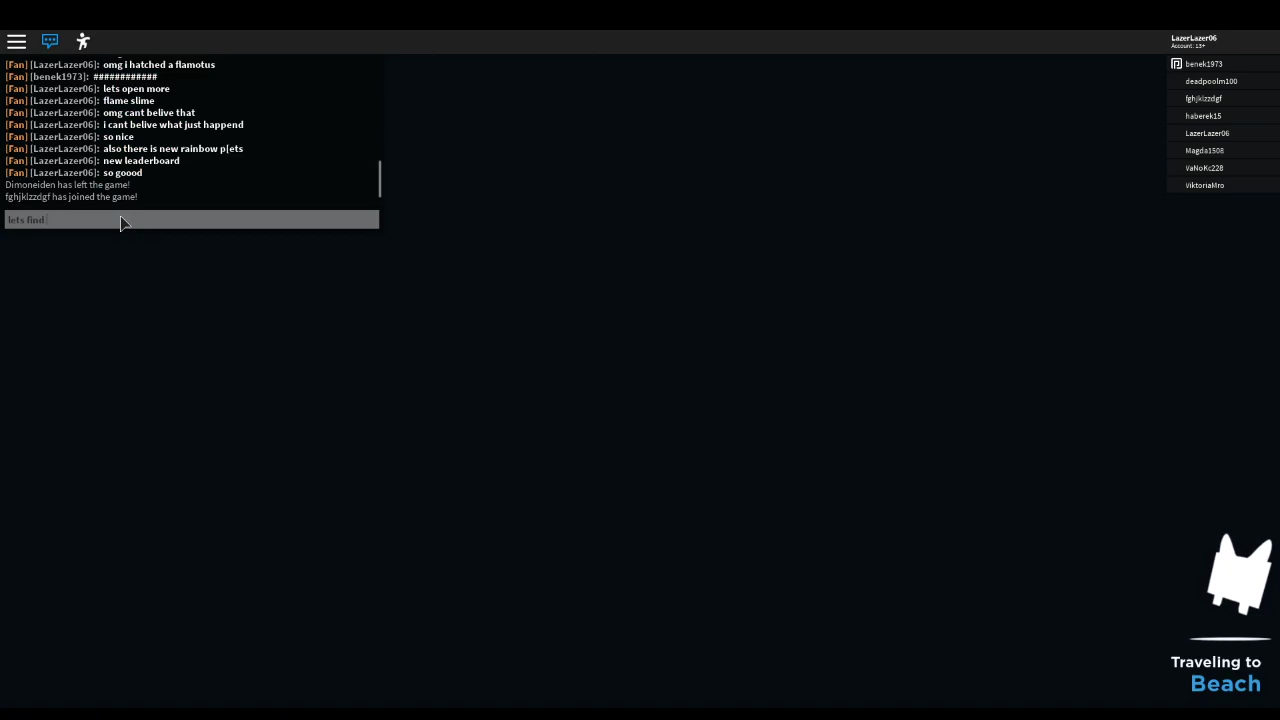 LazerLazer06
Account: 13+
[Fan] [LazerLazer06]: omg i hatched a flamotus
[Fan] [benek1973]: ############
[Fan] [LazerLazer06]: lets open more
[Fan] [LazerLazer06]: flame slime
[Fan] [LazerLazer06]: omg cant belive that
[Fan] [LazerLazer06]: i cant belive what just happend
[Fan] [LazerLazer06]: so nice
[Fan] [LazerLazer06]: also there is new rainbow p[ets
[Fan] [LazerLazer06]: new leaderboard
[Fan] [LazerLazer06]: so goood
Dimoneiden has left the game!
fghjklzzdgf has joined the game!
lets find
benek1973
deadpoolm100
fghjklzzdgf
haberek15
LazerLazer06
Magda1508
VaNoKc228
ViktoriaMro
Traveling to
Beach